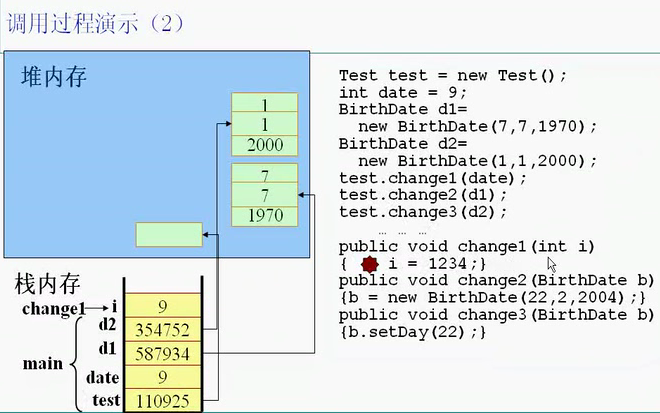 调用过程演示（2）
堆内存
1
1
2000
7
7
1970
栈内存
change1 i 9
d2 354752
d1 587934
main
date 9
test 110925
Test test = new Test();
int date = 9;
BirthDate d1=
new BirthDate(7,7,1970);
BirthDate d2=
new BirthDate(1,1,2000);
test.change1(date);
test.change2(d1);
test.change3(d2);
… … …
public void change1(int i)
{ i = 1234;}
public void change2(BirthDate b)
{b = new BirthDate(22,2,2004);}
public void change3(BirthDate b)
{b.setDay(22);}